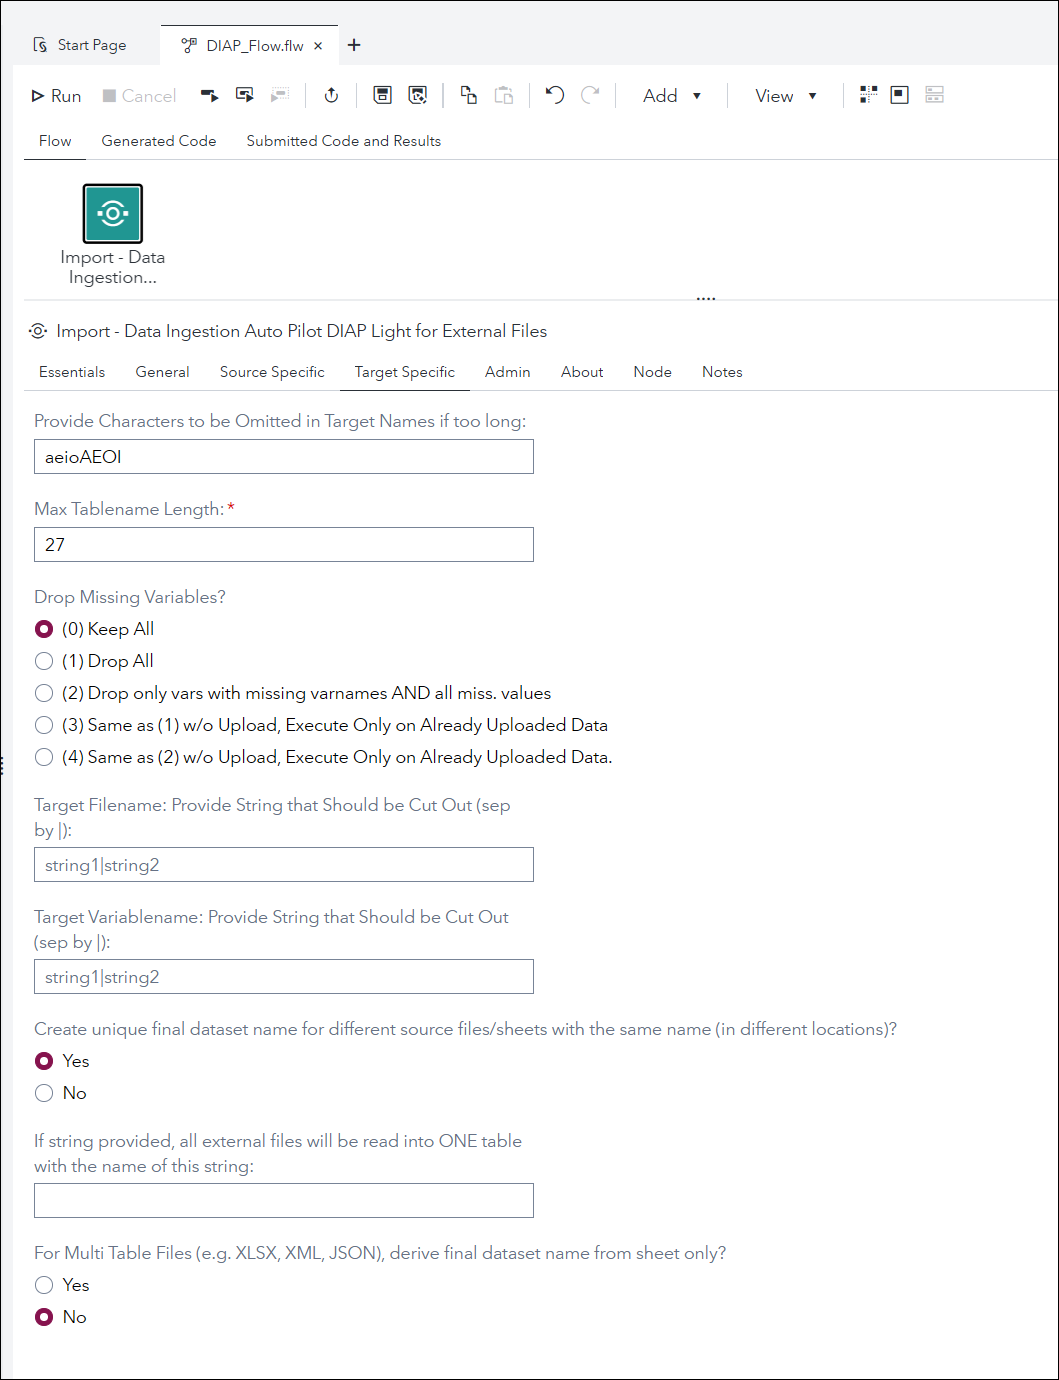 Start Page
DIAP_Flow.flw
Run
Cancel
Add
View
Flow
Generated Code
Submitted Code and Results
Import - Data
Ingestion...
Import - Data Ingestion Auto Pilot DIAP Light for External Files
Essentials
General
Source Specific
Target Specific
Admin
About
Node
Notes
Provide Characters to be Omitted in Target Names if too long:
aeioAEOI
Max Tablename Length:*
27
Drop Missing Variables?
(0) Keep All
(1) Drop All
(2) Drop only vars with missing varnames AND all miss. values
(3) Same as (1) w/o Upload, Execute Only on Already Uploaded Data
(4) Same as (2) w/o Upload, Execute Only on Already Uploaded Data.
Target Filename: Provide String that Should be Cut Out (sep
by |):
string1|string2
Target Variablename: Provide String that Should be Cut Out
(sep by |):
string1|string2
Create unique final dataset name for different source files/sheets with the same name (in different locations)?
Yes
No
If string provided, all external files will be read into ONE table
with the name of this string:
For Multi Table Files (e.g. XLSX, XML, JSON), derive final dataset name from sheet only?
Yes
No